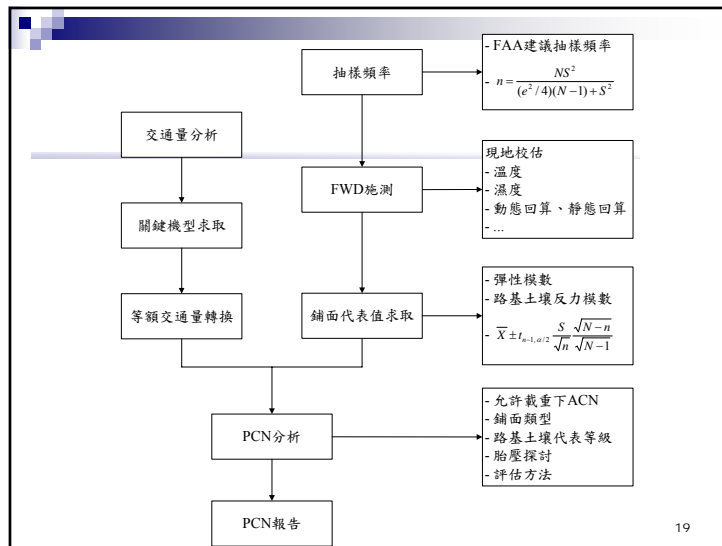 抽樣頻率
- FAA建議抽樣頻率
- n = NS² / ((e²/4)(N−1)+S²)
交通量分析
FWD施測
現地校估
- 溫度
- 濕度
- 動態回算、靜態回算
- ...
關鍵機型求取
等額交通量轉換
鋪面代表值求取
- 彈性模數
- 路基土壤反力模數
- X̄ ± t_{n−1,α/2} S/√n √(N−n)/√(N−1)
PCN分析
- 允許載重下ACN
- 鋪面類型
- 路基土壤代表等級
- 胎壓探討
- 評估方法
PCN報告
19